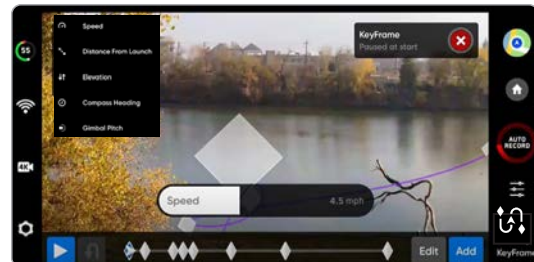 55
4K
Speed
Distance From Launch
Elevation
Compass Heading
Gimbal Pitch
KeyFrame
Paused at start
Speed
4.5 mph
Edit
Add
AUTO
RECORD
KeyFrame